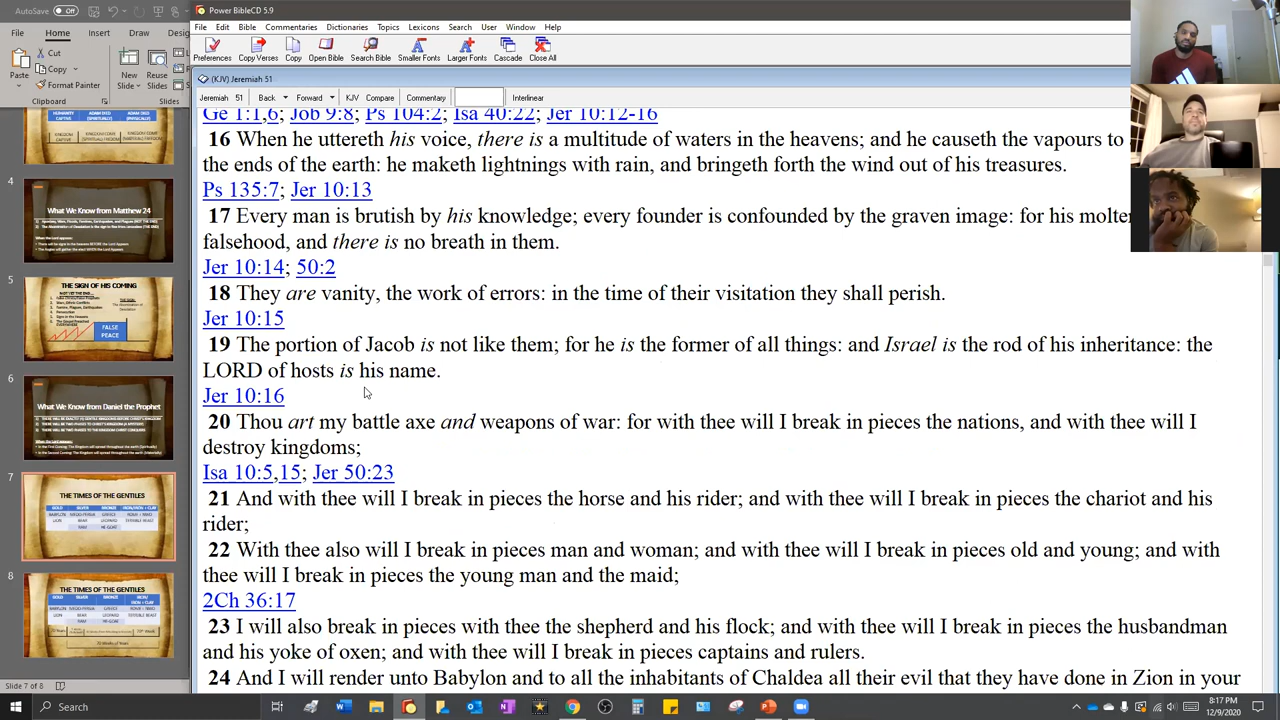 AutoSave Off
Power BibleCD 5.9
File Home Insert Draw
File Edit Bible Commentaries Dictionaries Topics Lexicons Search User Window Help
Paste
Cut
Copy
Format Painter
New Slide
Reuse Slides
Clipboard
Slides
Preferences Copy Verses Copy Open Bible Search Bible Smaller Fonts Larger Fonts Cascade Close All
(KJV) Jeremiah 51
Jeremiah 51 Back Forward KJV Compare Commentary Interlinear
Ge 1:1,6; Job 9:8; Ps 104:2; Isa 40:22; Jer 10:12-16
16 When he uttereth his voice, there is a multitude of waters in the heavens; and he causeth the vapours to
the ends of the earth: he maketh lightnings with rain, and bringeth forth the wind out of his treasures.
Ps 135:7; Jer 10:13
17 Every man is brutish by his knowledge; every founder is confounded by the graven image: for his molten
falsehood, and there is no breath in them.
Jer 10:14; 50:2
18 They are vanity, the work of errors: in the time of their visitation they shall perish.
Jer 10:15
19 The portion of Jacob is not like them; for he is the former of all things: and Israel is the rod of his inheritance: the
LORD of hosts is his name.
Jer 10:16
20 Thou art my battle axe and weapons of war: for with thee will I break in pieces the nations, and with thee will I
destroy kingdoms;
Isa 10:5,15; Jer 50:23
21 And with thee will I break in pieces the horse and his rider; and with thee will I break in pieces the chariot and his
rider;
22 With thee also will I break in pieces man and woman; and with thee will I break in pieces old and young; and with
thee will I break in pieces the young man and the maid;
2Ch 36:17
23 I will also break in pieces with thee the shepherd and his flock; and with thee will I break in pieces the husbandman
and his yoke of oxen; and with thee will I break in pieces captains and rulers.
24 And I will render unto Babylon and to all the inhabitants of Chaldea all their evil that they have done in Zion in your
4
What We Know from Matthew 24
5
THE SIGN OF HIS COMING
FALSE PEACE
6
What We Know from Daniel the Prophet
7
THE TIMES OF THE GENTILES
GOLD SILVER BRONZE
8
THE TIMES OF THE GENTILES
GOLD SILVER BRONZE
Slide 7 of 8
Search
8:17 PM
12/9/2020